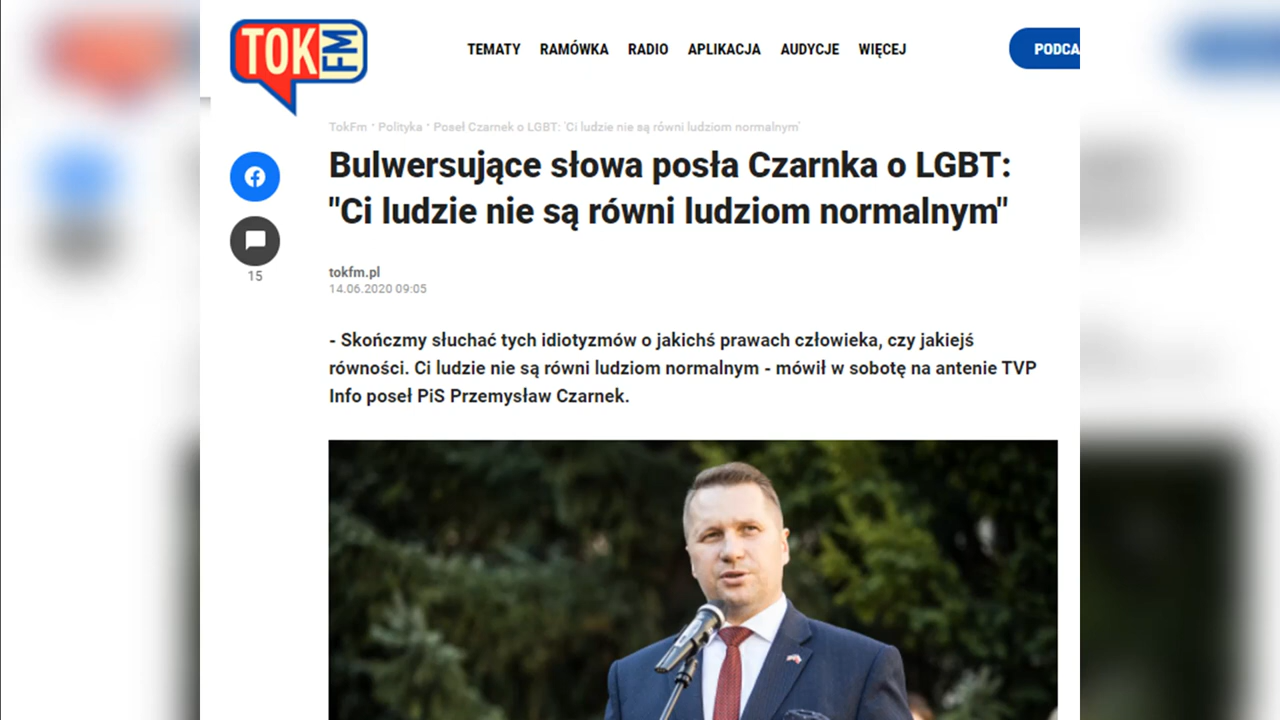 TOK FM
TEMATY RAMÓWKA RADIO APLIKACJA AUDYCJE WIĘCEJ
PODCA
TokFm · Polityka · Poseł Czarnek o LGBT: 'Ci ludzie nie są równi ludziom normalnym'
Bulwersujące słowa posła Czarnka o LGBT:
"Ci ludzie nie są równi ludziom normalnym"
15
tokfm.pl
14.06.2020 09:05
- Skończmy słuchać tych idiotyzmów o jakichś prawach człowieka, czy jakiejś
równości. Ci ludzie nie są równi ludziom normalnym - mówił w sobotę na antenie TVP
Info poseł PiS Przemysław Czarnek.